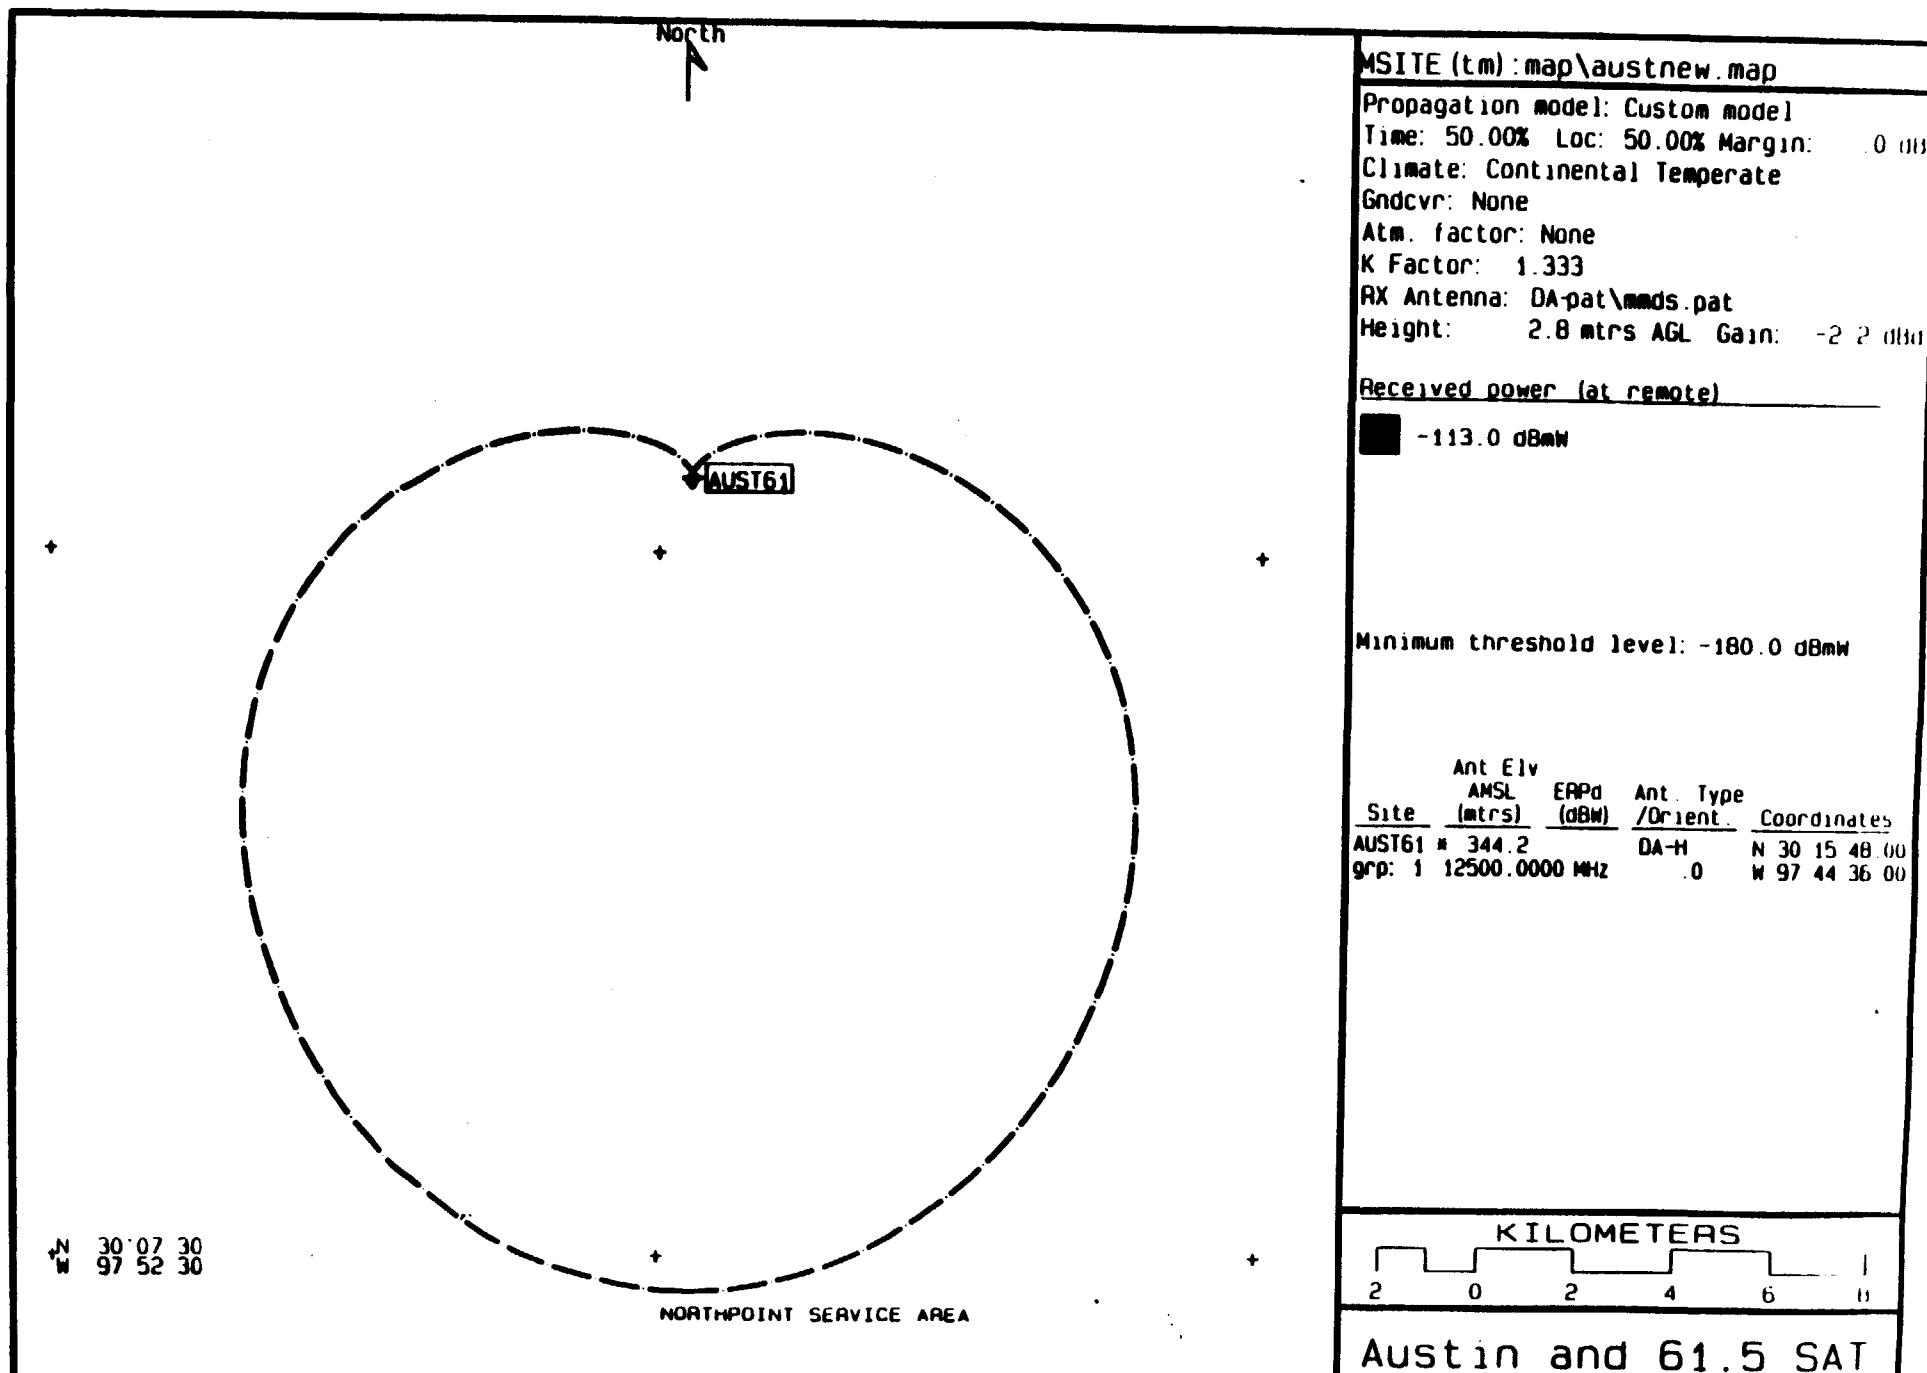 North
AUST61
N 30 07 30
W 97 52 30
NORTHPOINT SERVICE AREA
MSITE (tm) :map\austnew.map
Propagation model: Custom model
Time: 50.00% Loc: 50.00% Margin: .0 dB
Climate: Continental Temperate
Gndcvr: None
Atm. factor: None
K Factor: 1.333
RX Antenna: DA-pat\mmds.pat
Height: 2.8 mtrs AGL Gain: -2.2 dBd
Received power (at remote)
-113.0 dBmW
Minimum threshold level: -180.0 dBmW
Ant Elv
AMSL ERPd Ant. Type
Site (mtrs) (dBW) /Orient. Coordinates
AUST61 * 344.2 DA-H N 30 15 48.00
grp: 1 12500.0000 MHz .0 W 97 44 36.00
KILOMETERS
2 0 2 4 6
Austin and 61.5 SAT